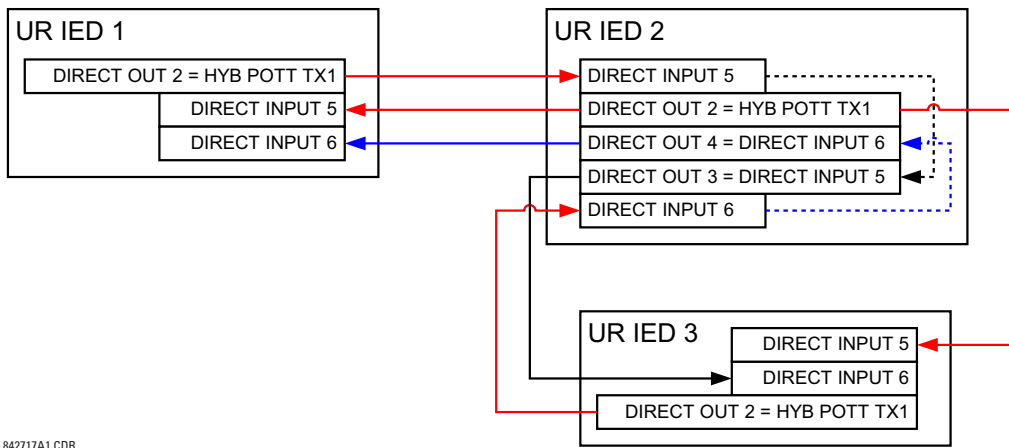 UR IED 1
DIRECT OUT 2 = HYB POTT TX1
DIRECT INPUT 5
DIRECT INPUT 6
UR IED 2
DIRECT INPUT 5
DIRECT OUT 2 = HYB POTT TX1
DIRECT OUT 4 = DIRECT INPUT 6
DIRECT OUT 3 = DIRECT INPUT 5
DIRECT INPUT 6
UR IED 3
DIRECT INPUT 5
DIRECT INPUT 6
DIRECT OUT 2 = HYB POTT TX1
842717A1.CDR